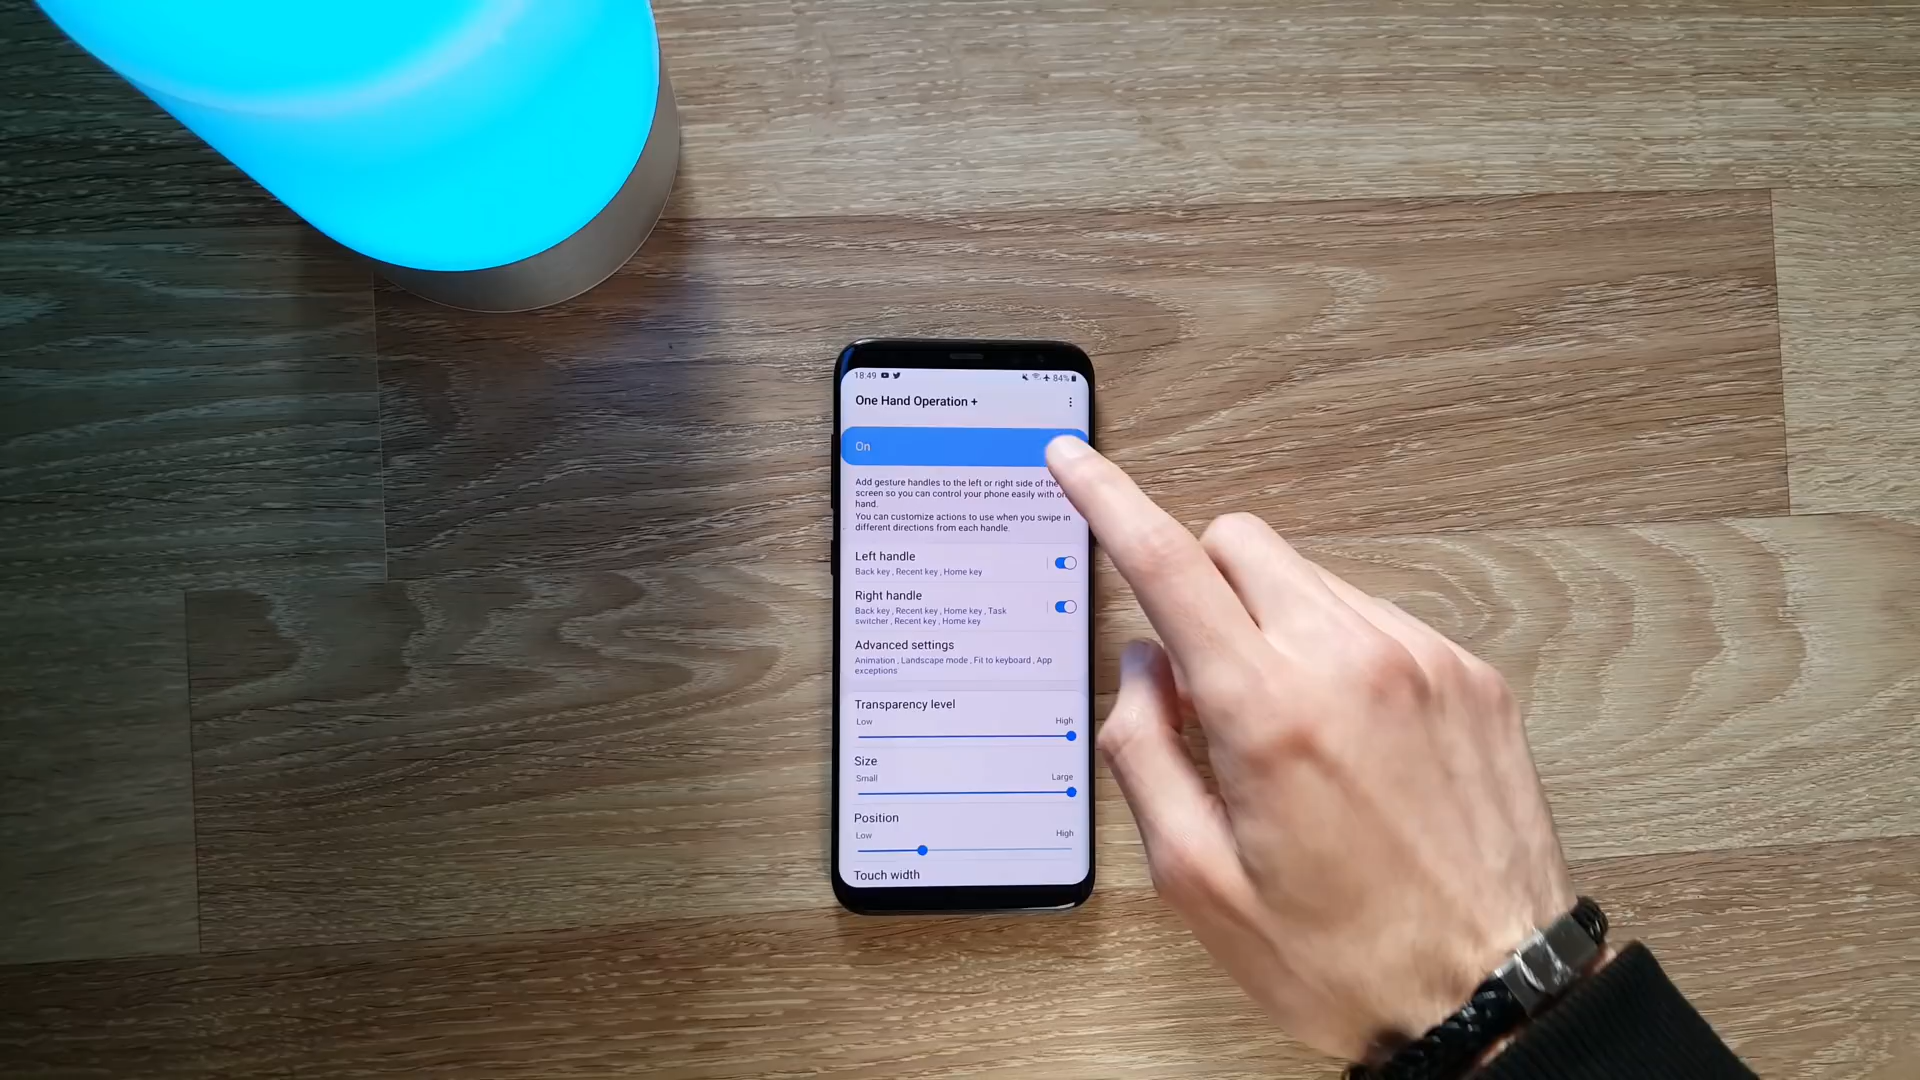 18:49 84%
One Hand Operation +
On
Add gesture handles to the left or right side of the
screen so you can control your phone easily with
hand.
You can customize actions to use when you swipe in
different directions from each handle.
Left handle
Back key , Recent key , Home key
Right handle
Back key , Recent key , Home key , Task
switcher , Recent key , Home key
Advanced settings
Animation , Landscape mode , Fit to keyboard , App
exceptions
Transparency level
Low High
Size
Small Large
Position
Low High
Touch width